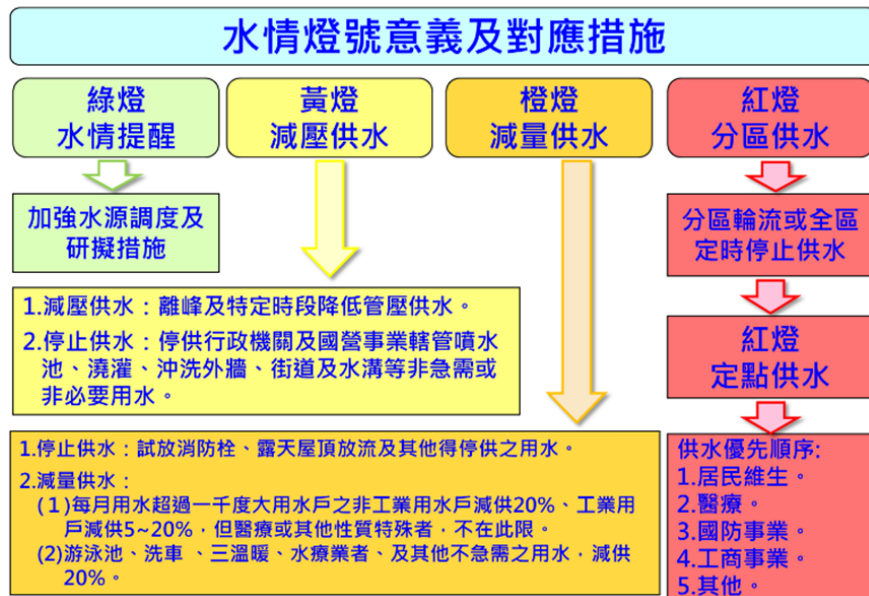 水情燈號意義及對應措施
綠燈
水情提醒
加強水源調度及
研擬措施
黃燈
減壓供水
1.減壓供水：離峰及特定時段降低管壓供水。
2.停止供水：停供行政機關及國營事業轄管噴水
池、澆灌、沖洗外牆、街道及水溝等非急需或
非必要用水。
橙燈
減量供水
1.停止供水：試放消防栓、露天屋頂放流及其他得停供之用水。
2.減量供水：
(1)每月用水超過一千度大用水戶之非工業用水戶減供20%、工業用
戶減供5~20%，但醫療或其他性質特殊者，不在此限。
(2)游泳池、洗車 、三溫暖、水療業者、及其他不急需之用水，減供
20%。
紅燈
分區供水
分區輪流或全區
定時停止供水
紅燈
定點供水
供水優先順序:
1.居民維生。
2.醫療。
3.國防事業。
4.工商事業。
5.其他。